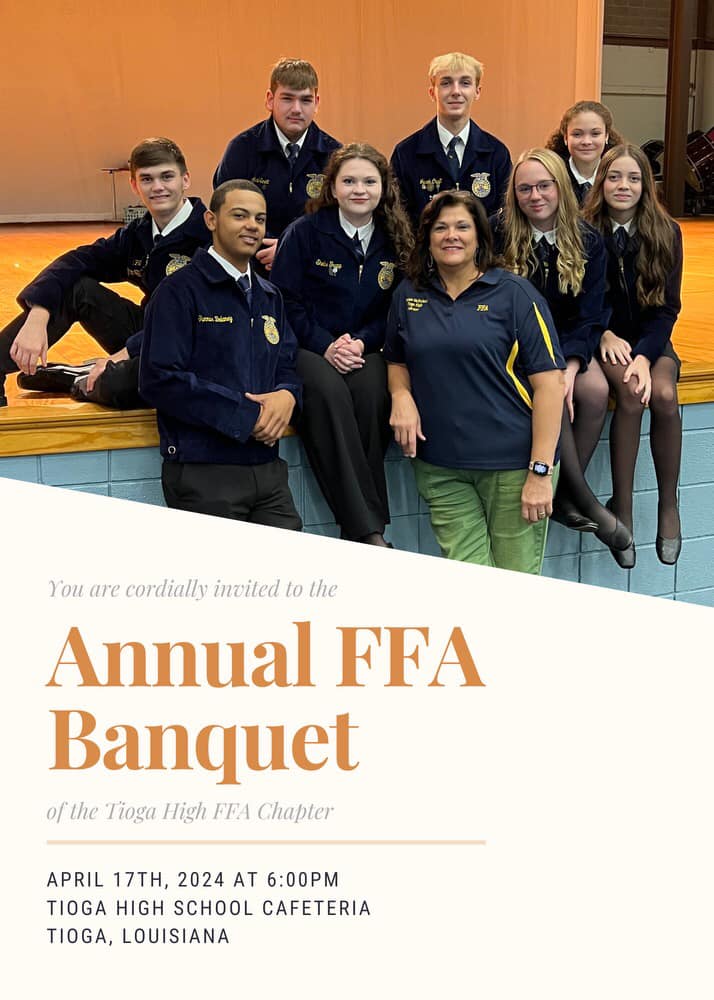 FFA
You are cordially invited to the
Annual FFA
Banquet
of the Tioga High FFA Chapter
APRIL 17TH, 2024 AT 6:00PM
TIOGA HIGH SCHOOL CAFETERIA
TIOGA, LOUISIANA